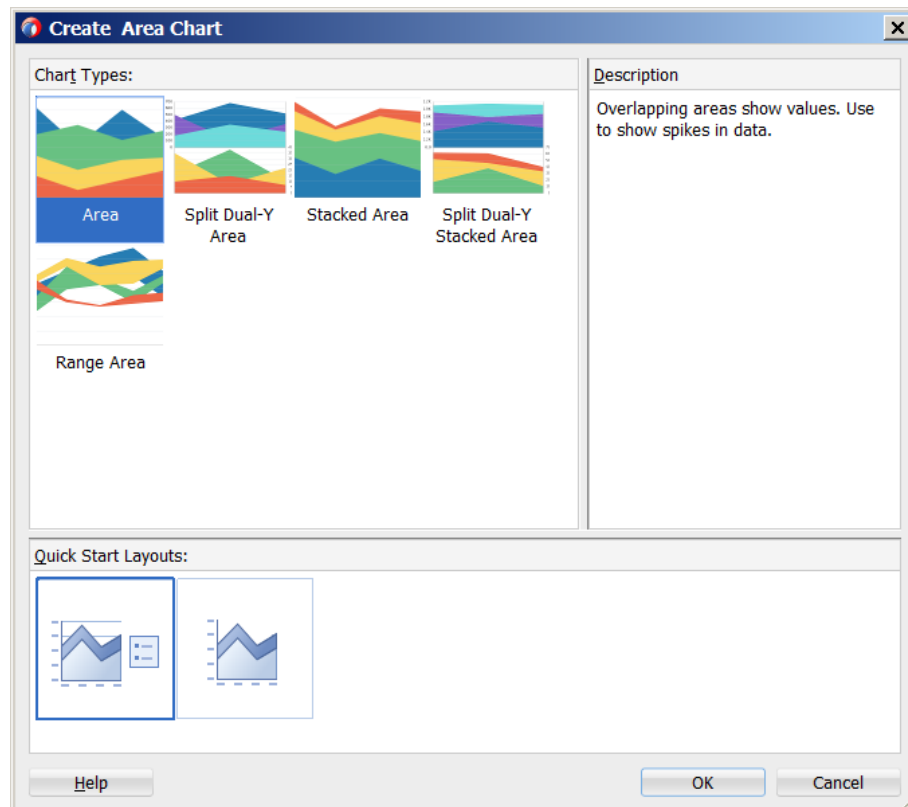 Create Area Chart
Chart Types:
Area
Split Dual-Y
Area
Stacked Area
Split Dual-Y
Stacked Area
Range Area
Description
Overlapping areas show values. Use
to show spikes in data.
Quick Start Layouts:
Help
OK
Cancel